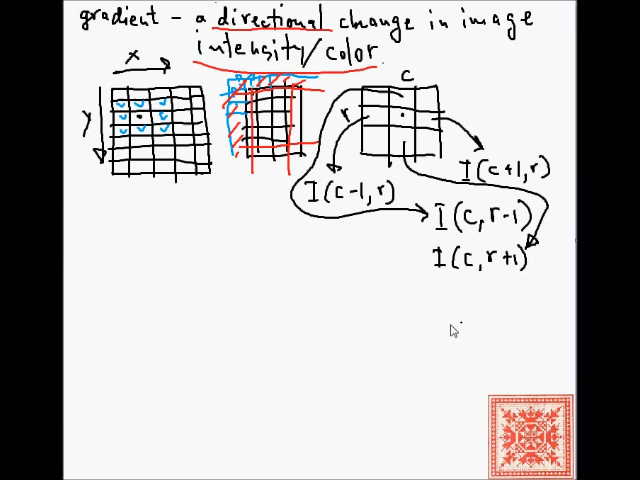 gradient - a directional change in image
intensity/color
x
c
y
r
I(c+1,r)
I(c-1,r)
I(c,r-1)
I(c,r+1)